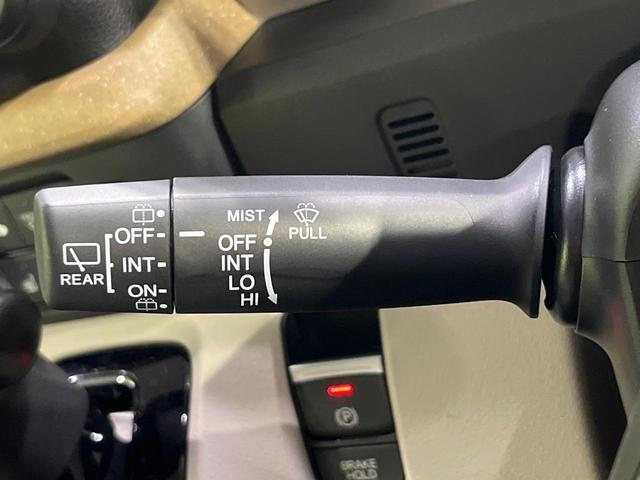 MIST
OFF
INT
LO
HI
PULL
REAR
OFF
INT
ON
P
BRAKE
HOLD